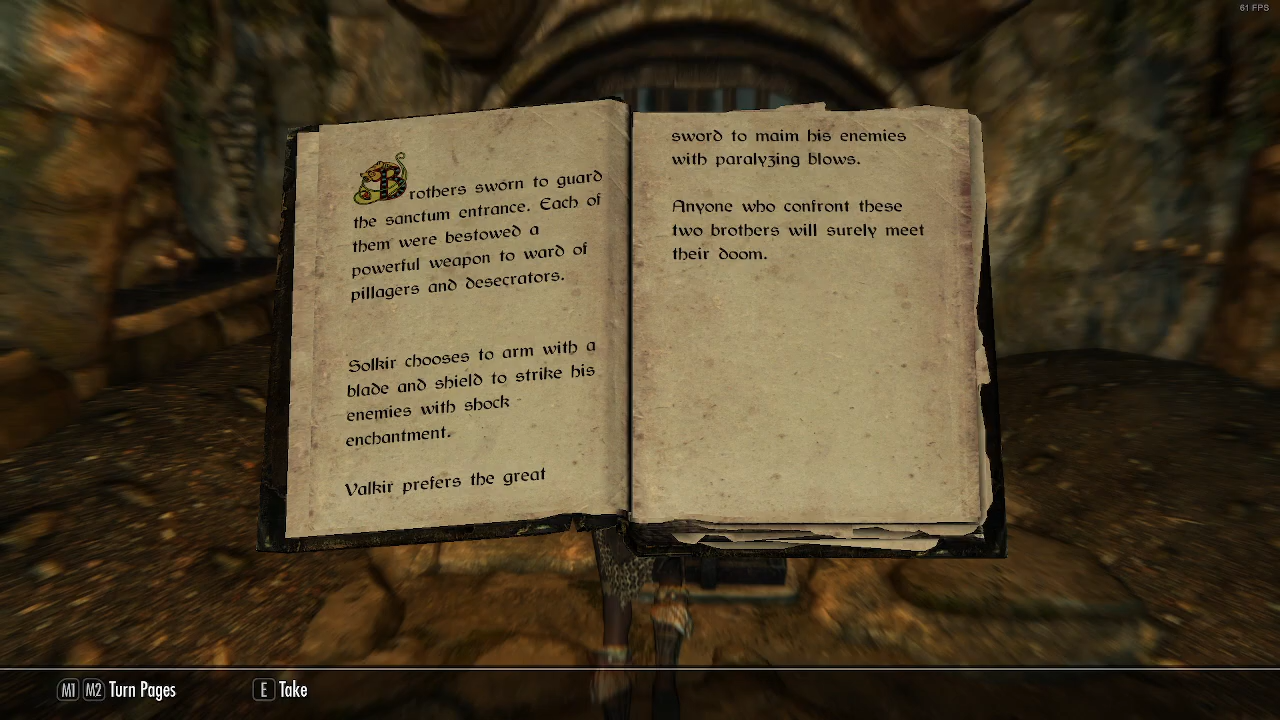 61 FPS
Brothers sworn to guard
the sanctum entrance. Each of
them were bestowed a
powerful weapon to ward of
pillagers and desecrators.
Solkir chooses to arm with a
blade and shield to strike his
enemies with shock
enchantment.
Valkir prefers the great
sword to maim his enemies
with paralyzing blows.
Anyone who confront these
two brothers will surely meet
their doom.
M1 M2 Turn Pages
E Take